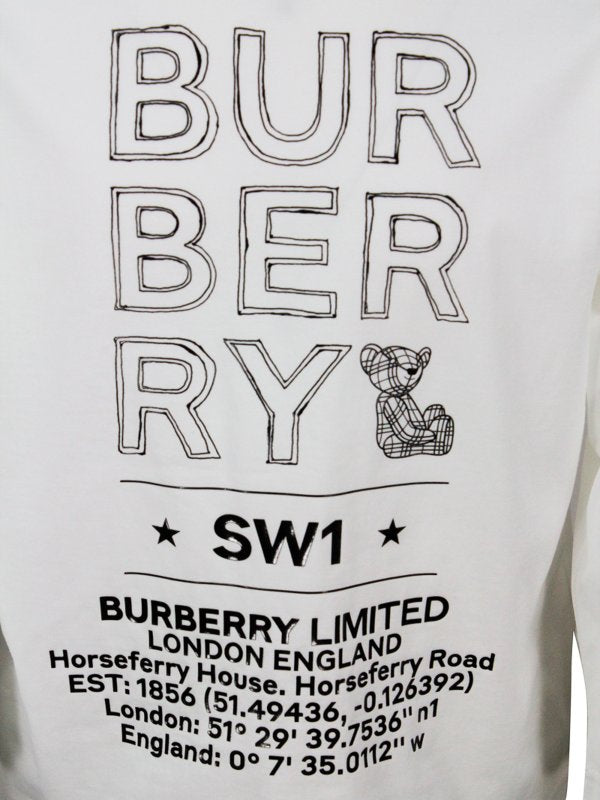 BUR
BER
RY
★ SW1 ★
BURBERRY LIMITED
LONDON ENGLAND
Horseferry House. Horseferry Road
EST: 1856 (51.49436, -0.126392)
London: 51° 29' 39.7536'' n1
England: 0° 7' 35.0112'' w